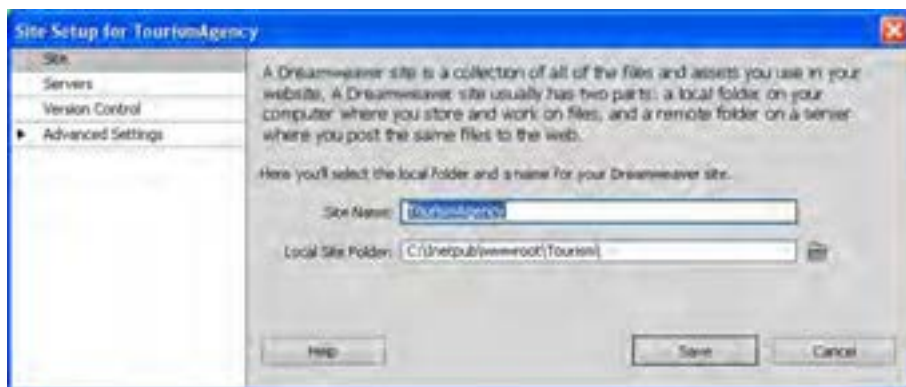 Site Setup for TourismAgency
Site
Servers
Version Control
Advanced Settings
A Dreamweaver site is a collection of all of the files and assets you use in your
website. A Dreamweaver site usually has two parts: a local folder on your
computer where you store and work on files, and a remote folder on a server
where you post the same files to the web.
Here you'll select the local folder and a name for your Dreamweaver site.
Site Name: TourismAgency
Local Site Folder: C:\Inetpub\wwwroot\Tourism\
Help
Save
Cancel